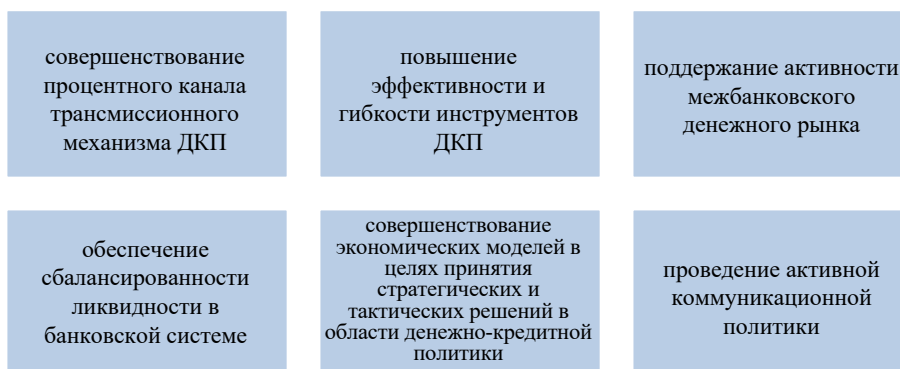 совершенствование
процентного канала
трансмиссионного
механизма ДКП
повышение
эффективности и
гибкости инструментов
ДКП
поддержание активности
межбанковского
денежного рынка
обеспечение
сбалансированности
ликвидности в
банковской системе
совершенствование
экономических моделей в
целях принятия
стратегических и
тактических решений в
области денежно-кредитной
политики
проведение активной
коммуникационной
политики